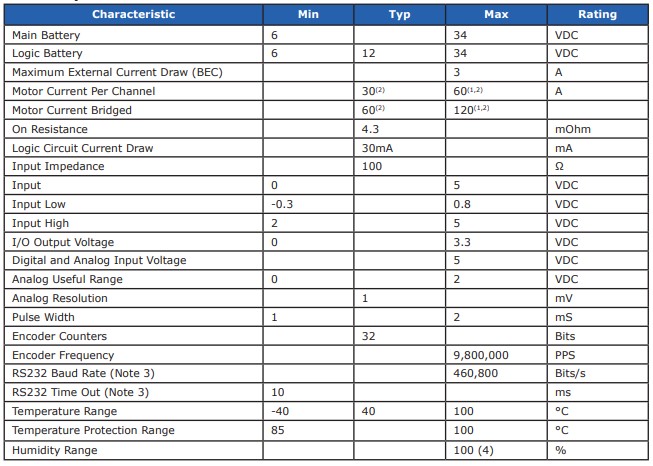 Characteristic Min Typ Max Rating
Main Battery 6 34 VDC
Logic Battery 6 12 34 VDC
Maximum External Current Draw (BEC) 3 A
Motor Current Per Channel 30(2) 60(1,2) A
Motor Current Bridged 60(2) 120(1,2)
On Resistance 4.3 mOhm
Logic Circuit Current Draw 30mA mA
Input Impedance 100 Ω
Input 0 5 VDC
Input Low -0.3 0.8 VDC
Input High 2 5 VDC
I/O Output Voltage 0 3.3 VDC
Digital and Analog Input Voltage 5 VDC
Analog Useful Range 0 2 VDC
Analog Resolution 1 mV
Pulse Width 1 2 mS
Encoder Counters 32 Bits
Encoder Frequency 9,800,000 PPS
RS232 Baud Rate (Note 3) 460,800 Bits/s
RS232 Time Out (Note 3) 10 ms
Temperature Range -40 40 100 °C
Temperature Protection Range 85 100 °C
Humidity Range 100 (4) %